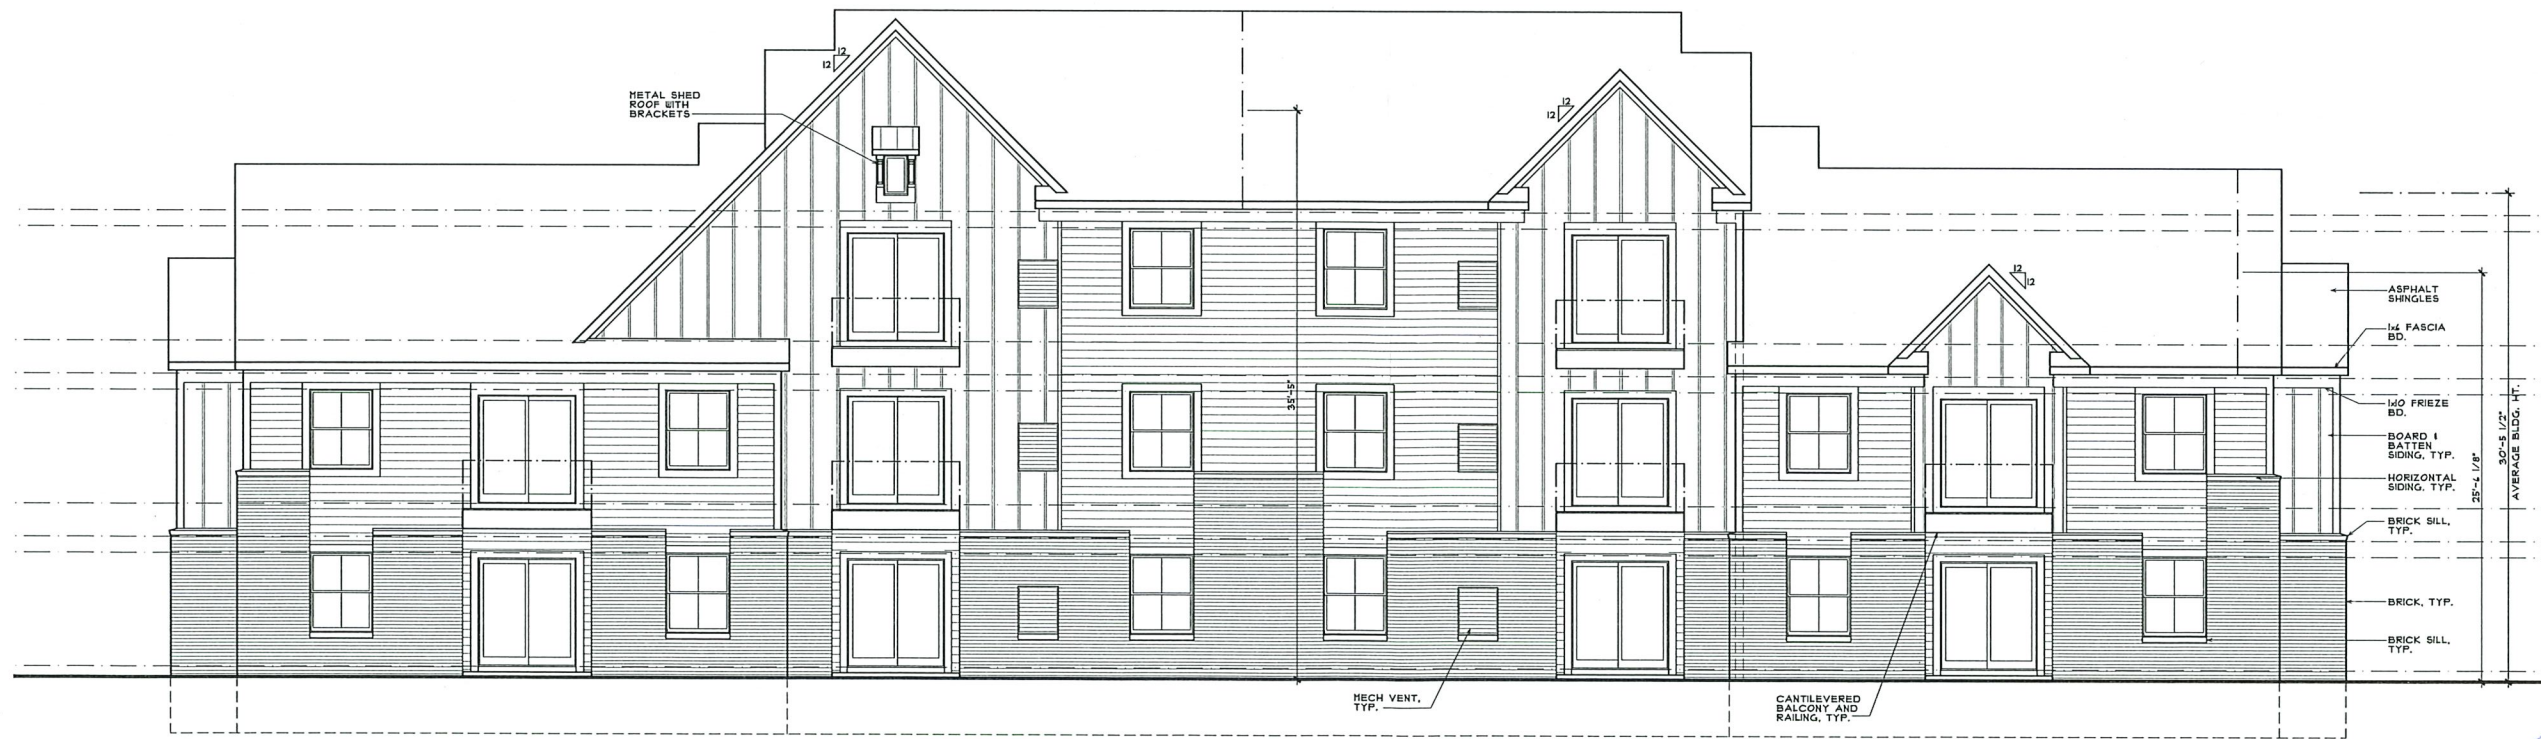 12
12
METAL SHED
ROOF WITH
BRACKETS
12
12
12
12
ASPHALT
SHINGLES
1x6 FASCIA
BD.
1x10 FRIEZE
BD.
BOARD &
BATTEN
SIDING, TYP.
HORIZONTAL
SIDING, TYP.
BRICK SILL,
TYP.
BRICK, TYP.
BRICK SILL,
TYP.
35'-5"
25'-6 1/8"
30'-5 1/2"
AVERAGE BLDG. HT.
MECH VENT,
TYP.
CANTILEVERED
BALCONY AND
RAILING, TYP.